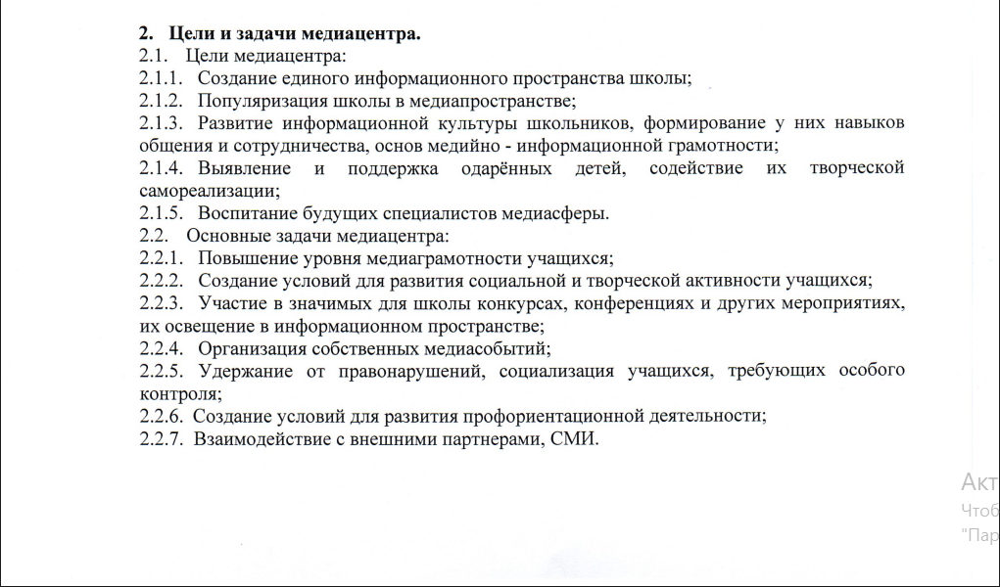 2. Цели и задачи медиацентра.
2.1. Цели медиацентра:
2.1.1. Создание единого информационного пространства школы;
2.1.2. Популяризация школы в медиапространстве;
2.1.3. Развитие информационной культуры школьников, формирование у них навыков
общения и сотрудничества, основ медийно - информационной грамотности;
2.1.4. Выявление и поддержка одарённых детей, содействие их творческой
самореализации;
2.1.5. Воспитание будущих специалистов медиасферы.
2.2. Основные задачи медиацентра:
2.2.1. Повышение уровня медиаграмотности учащихся;
2.2.2. Создание условий для развития социальной и творческой активности учащихся;
2.2.3. Участие в значимых для школы конкурсах, конференциях и других мероприятиях,
их освещение в информационном пространстве;
2.2.4. Организация собственных медиасобытий;
2.2.5. Удержание от правонарушений, социализация учащихся, требующих особого
контроля;
2.2.6. Создание условий для развития профориентационной деятельности;
2.2.7. Взаимодействие с внешними партнерами, СМИ.
Акт
Чтоб
"Пар